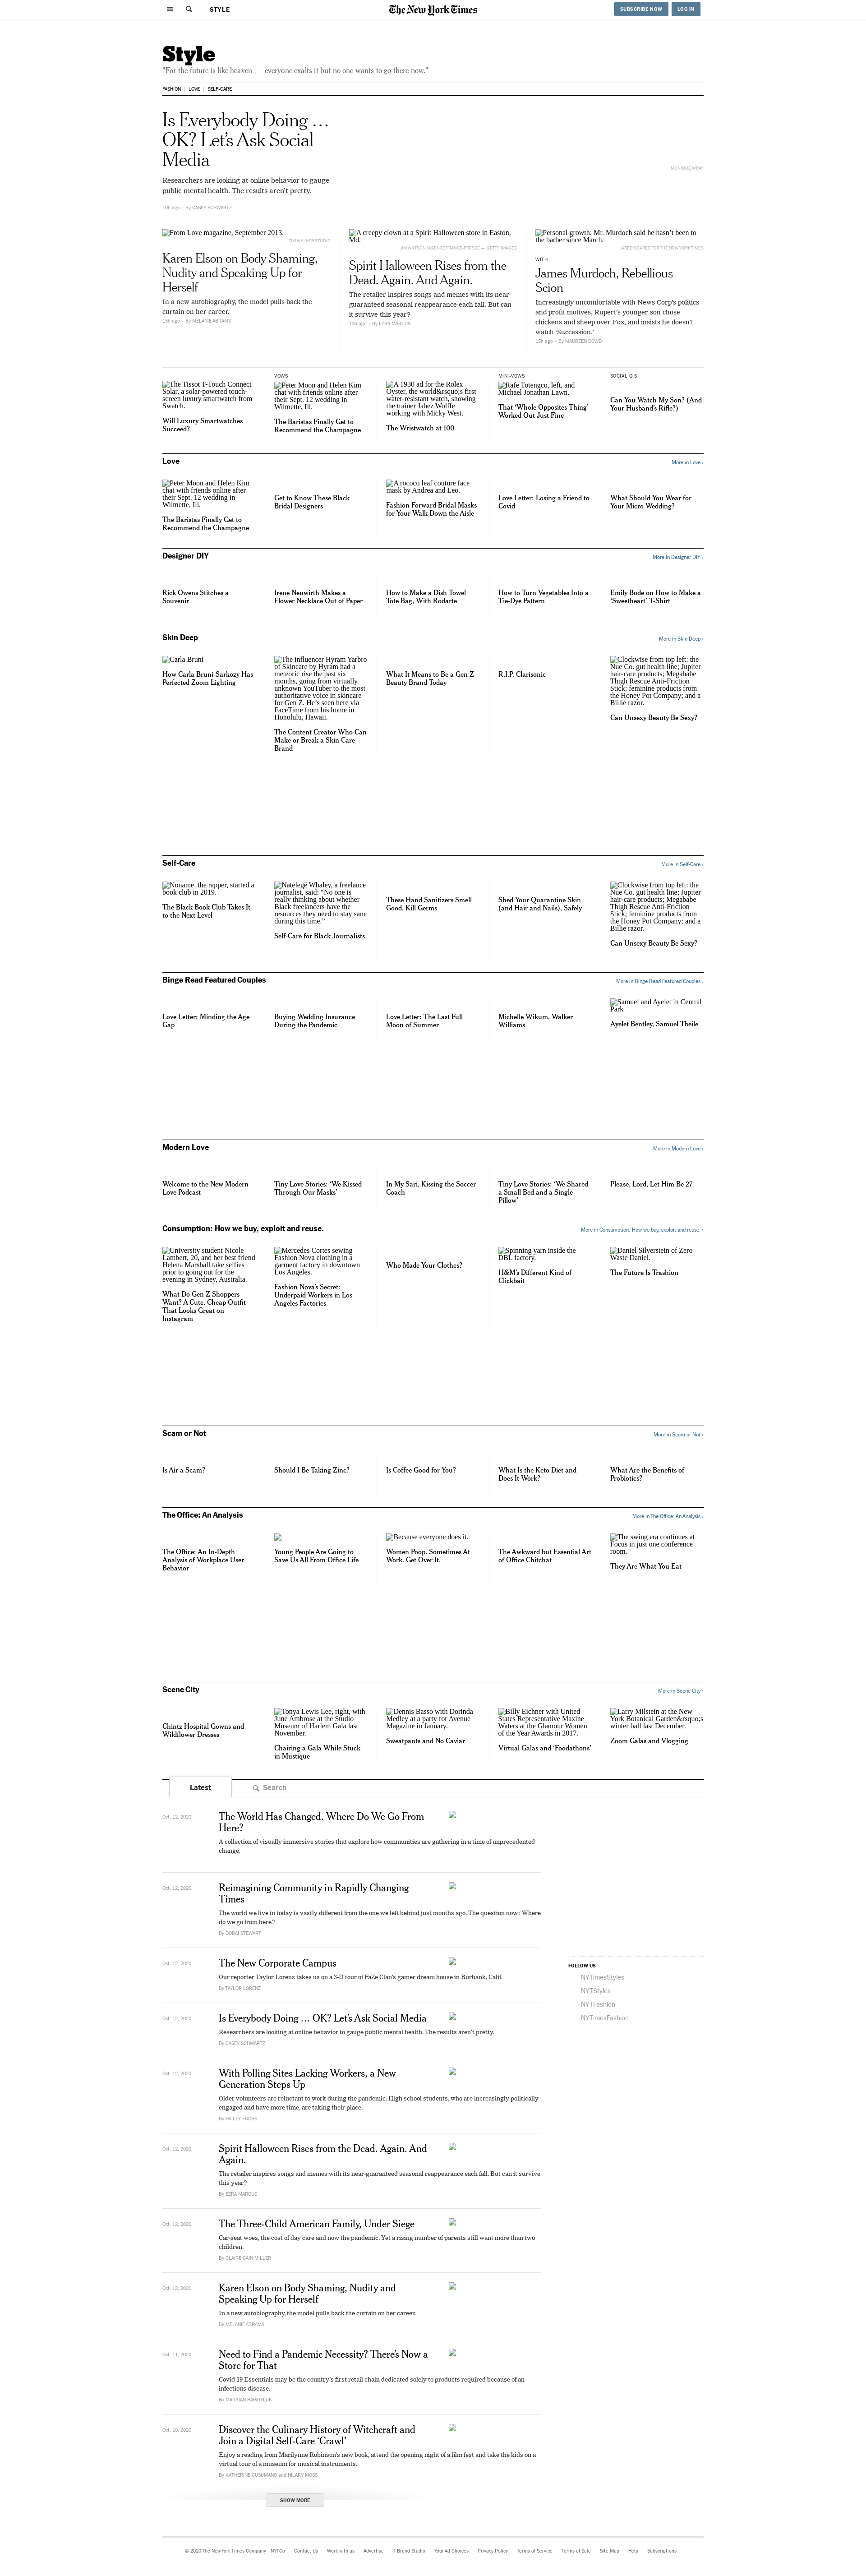 STYLE
The New York Times
SUBSCRIBE NOW
LOG IN
Style
"For the future is like heaven — everyone exalts it but no one wants to go there now."
FASHION
LOVE
SELF-CARE
Is Everybody Doing …
OK? Let's Ask Social
Media
Researchers are looking at online behavior to gauge
public mental health. The results aren't pretty.
10h ago · By CASEY SCHWARTZ
MENGQUE WRAY
From Love magazine, September 2013.
TIM WALKER STUDIO
Karen Elson on Body Shaming,
Nudity and Speaking Up for
Herself
In a new autobiography, the model pulls back the
curtain on her career.
15h ago · By MELANIE ABRAMS
A creepy clown at a Spirit Halloween store in Easton,
Md.
JIM WATSON/AGENCE FRANCE-PRESSE — GETTY IMAGES
Spirit Halloween Rises from the
Dead. Again. And Again.
The retailer inspires songs and memes with its near-
guaranteed seasonal reappearance each fall. But can
it survive this year?
13h ago · By EZRA MARCUS
Personal growth: Mr. Murdoch said he hasn't been to
the barber since March.
JARED SOARES FOR THE NEW YORK TIMES
WITH …
James Murdoch, Rebellious
Scion
Increasingly uncomfortable with News Corp's politics
and profit motives, Rupert's younger son chose
chickens and sheep over Fox, and insists he doesn't
watch 'Succession.'
15h ago · By MAUREEN DOWD
The Tissot T-Touch Connect
Solar, a solar-powered touch-
screen luxury smartwatch from
Swatch.
Will Luxury Smartwatches
Succeed?
VOWS
Peter Moon and Helen Kim
chat with friends online after
their Sept. 12 wedding in
Wilmette, Ill.
The Baristas Finally Get to
Recommend the Champagne
A 1930 ad for the Rolex
Oyster, the world&rsquo;s first
water-resistant watch, showing
the trainer Jabez Wolffe
working with Micky West.
The Wristwatch at 100
MINI-VOWS
Rafe Totengco, left, and
Michael Jonathan Lawn.
That 'Whole Opposites Thing'
Worked Out Just Fine
SOCIAL Q'S
Can You Watch My Son? (And
Your Husband's Rifle?)
Love
More in Love ›
Peter Moon and Helen Kim
chat with friends online after
their Sept. 12 wedding in
Wilmette, Ill.
The Baristas Finally Get to
Recommend the Champagne
Get to Know These Black
Bridal Designers
A rococo leaf couture face
mask by Andrea and Leo.
Fashion Forward Bridal Masks
for Your Walk Down the Aisle
Love Letter: Losing a Friend to
Covid
What Should You Wear for
Your Micro Wedding?
Designer DIY
More in Designer DIY ›
Rick Owens Stitches a
Souvenir
Irene Neuwirth Makes a
Flower Necklace Out of Paper
How to Make a Dish Towel
Tote Bag, With Rodarte
How to Turn Vegetables Into a
Tie-Dye Pattern
Emily Bode on How to Make a
'Sweetheart' T-Shirt
Skin Deep
More in Skin Deep ›
Carla Bruni
How Carla Bruni-Sarkozy Has
Perfected Zoom Lighting
The influencer Hyram Yarbro
of Skincare by Hyram had a
meteoric rise the past six
months, going from virtually
unknown YouTuber to the most
authoritative voice in skincare
for Gen Z. He's seen here via
FaceTime from his home in
Honolulu, Hawaii.
The Content Creator Who Can
Make or Break a Skin Care
Brand
What It Means to Be a Gen Z
Beauty Brand Today
R.I.P. Clarisonic
Clockwise from top left: the
Nue Co. gut health line; Jupiter
hair-care products; Megababe
Thigh Rescue Anti-Friction
Stick; feminine products from
the Honey Pot Company; and a
Billie razor.
Can Unsexy Beauty Be Sexy?
Self-Care
More in Self-Care ›
Noname, the rapper, started a
book club in 2019.
The Black Book Club Takes It
to the Next Level
Natelegé Whaley, a freelance
journalist, said: "No one is
really thinking about whether
Black freelancers have the
resources they need to stay sane
during this time."
Self-Care for Black Journalists
These Hand Sanitizers Smell
Good, Kill Germs
Shed Your Quarantine Skin
(and Hair and Nails), Safely
Clockwise from top left: the
Nue Co. gut health line; Jupiter
hair-care products; Megababe
Thigh Rescue Anti-Friction
Stick; feminine products from
the Honey Pot Company; and a
Billie razor.
Can Unsexy Beauty Be Sexy?
Binge Read Featured Couples
More in Binge Read Featured Couples ›
Love Letter: Minding the Age
Gap
Buying Wedding Insurance
During the Pandemic
Love Letter: The Last Full
Moon of Summer
Michelle Wikum, Walker
Williams
Samuel and Ayelet in Central
Park
Ayelet Bentley, Samuel Tbeile
Modern Love
More in Modern Love ›
Welcome to the New Modern
Love Podcast
Tiny Love Stories: 'We Kissed
Through Our Masks'
In My Sari, Kissing the Soccer
Coach
Tiny Love Stories: 'We Shared
a Small Bed and a Single
Pillow'
Please, Lord, Let Him Be 27
Consumption: How we buy, exploit and reuse.
More in Consumption: How we buy, exploit and reuse. ›
University student Nicole
Lambert, 20, and her best friend
Helena Marshall take selfies
prior to going out for the
evening in Sydney, Australia.
What Do Gen Z Shoppers
Want? A Cute, Cheap Outfit
That Looks Great on
Instagram
Mercedes Cortes sewing
Fashion Nova clothing in a
garment factory in downtown
Los Angeles.
Fashion Nova's Secret:
Underpaid Workers in Los
Angeles Factories
Who Made Your Clothes?
Spinning yarn inside the
DBL factory.
H&M's Different Kind of
Clickbait
Daniel Silverstein of Zero
Waste Daniel.
The Future Is Trashion
Scam or Not
More in Scam or Not ›
Is Air a Scam?
Should I Be Taking Zinc?
Is Coffee Good for You?
What Is the Keto Diet and
Does It Work?
What Are the Benefits of
Probiotics?
The Office: An Analysis
More in The Office: An Analysis ›
The Office: An In-Depth
Analysis of Workplace User
Behavior
Young People Are Going to
Save Us All From Office Life
Because everyone does it.
Women Poop. Sometimes At
Work. Get Over It.
The Awkward but Essential Art
of Office Chitchat
The swing era continues at
Focus in just one conference
room.
They Are What You Eat
Scene City
More in Scene City ›
Chintz Hospital Gowns and
Wildflower Dresses
Tonya Lewis Lee, right, with
June Ambrose at the Studio
Museum of Harlem Gala last
November.
Chairing a Gala While Stuck
in Mustique
Dennis Basso with Dorinda
Medley at a party for Avenue
Magazine in January.
Sweatpants and No Caviar
Billy Eichner with United
States Representative Maxine
Waters at the Glamour Women
of the Year Awards in 2017.
Virtual Galas and 'Foodathons'
Larry Milstein at the New
York Botanical Garden&rsquo;s
winter ball last December.
Zoom Galas and Vlogging
Latest
Search
Oct. 12, 2020
The World Has Changed. Where Do We Go From
Here?
A collection of visually immersive stories that explore how communities are gathering in a time of unprecedented
change.
Oct. 12, 2020
Reimagining Community in Rapidly Changing
Times
The world we live in today is vastly different from the one we left behind just months ago. The question now: Where
do we go from here?
By DODAI STEWART
Oct. 12, 2020
The New Corporate Campus
Our reporter Taylor Lorenz takes us on a 3-D tour of FaZe Clan's gamer dream house in Burbank, Calif.
By TAYLOR LORENZ
FOLLOW US
NYTimesStyles
NYTStyles
NYTFashion
NYTimesFashion
Oct. 12, 2020
Is Everybody Doing … OK? Let's Ask Social Media
Researchers are looking at online behavior to gauge public mental health. The results aren't pretty.
By CASEY SCHWARTZ
Oct. 12, 2020
With Polling Sites Lacking Workers, a New
Generation Steps Up
Older volunteers are reluctant to work during the pandemic. High school students, who are increasingly politically
engaged and have more time, are taking their place.
By HAILEY FUCHS
Oct. 12, 2020
Spirit Halloween Rises from the Dead. Again. And
Again.
The retailer inspires songs and memes with its near-guaranteed seasonal reappearance each fall. But can it survive
this year?
By EZRA MARCUS
Oct. 12, 2020
The Three-Child American Family, Under Siege
Car-seat woes, the cost of day care and now the pandemic. Yet a rising number of parents still want more than two
children.
By CLAIRE CAIN MILLER
Oct. 12, 2020
Karen Elson on Body Shaming, Nudity and
Speaking Up for Herself
In a new autobiography, the model pulls back the curtain on her career.
By MELANIE ABRAMS
Oct. 11, 2020
Need to Find a Pandemic Necessity? There's Now a
Store for That
Covid-19 Essentials may be the country's first retail chain dedicated solely to products required because of an
infectious disease.
By MARKIAN HAWRYLUK
Oct. 10, 2020
Discover the Culinary History of Witchcraft and
Join a Digital Self-Care 'Crawl'
Enjoy a reading from Marilynne Robinson's new book, attend the opening night of a film fest and take the kids on a
virtual tour of a museum for musical instruments.
By KATHERINE CUSUMANO and HILARY MOSS
SHOW MORE
© 2020 The New York Times Company
NYTCo
Contact Us
Work with us
Advertise
T Brand Studio
Your Ad Choices
Privacy Policy
Terms of Service
Terms of Sale
Site Map
Help
Subscriptions